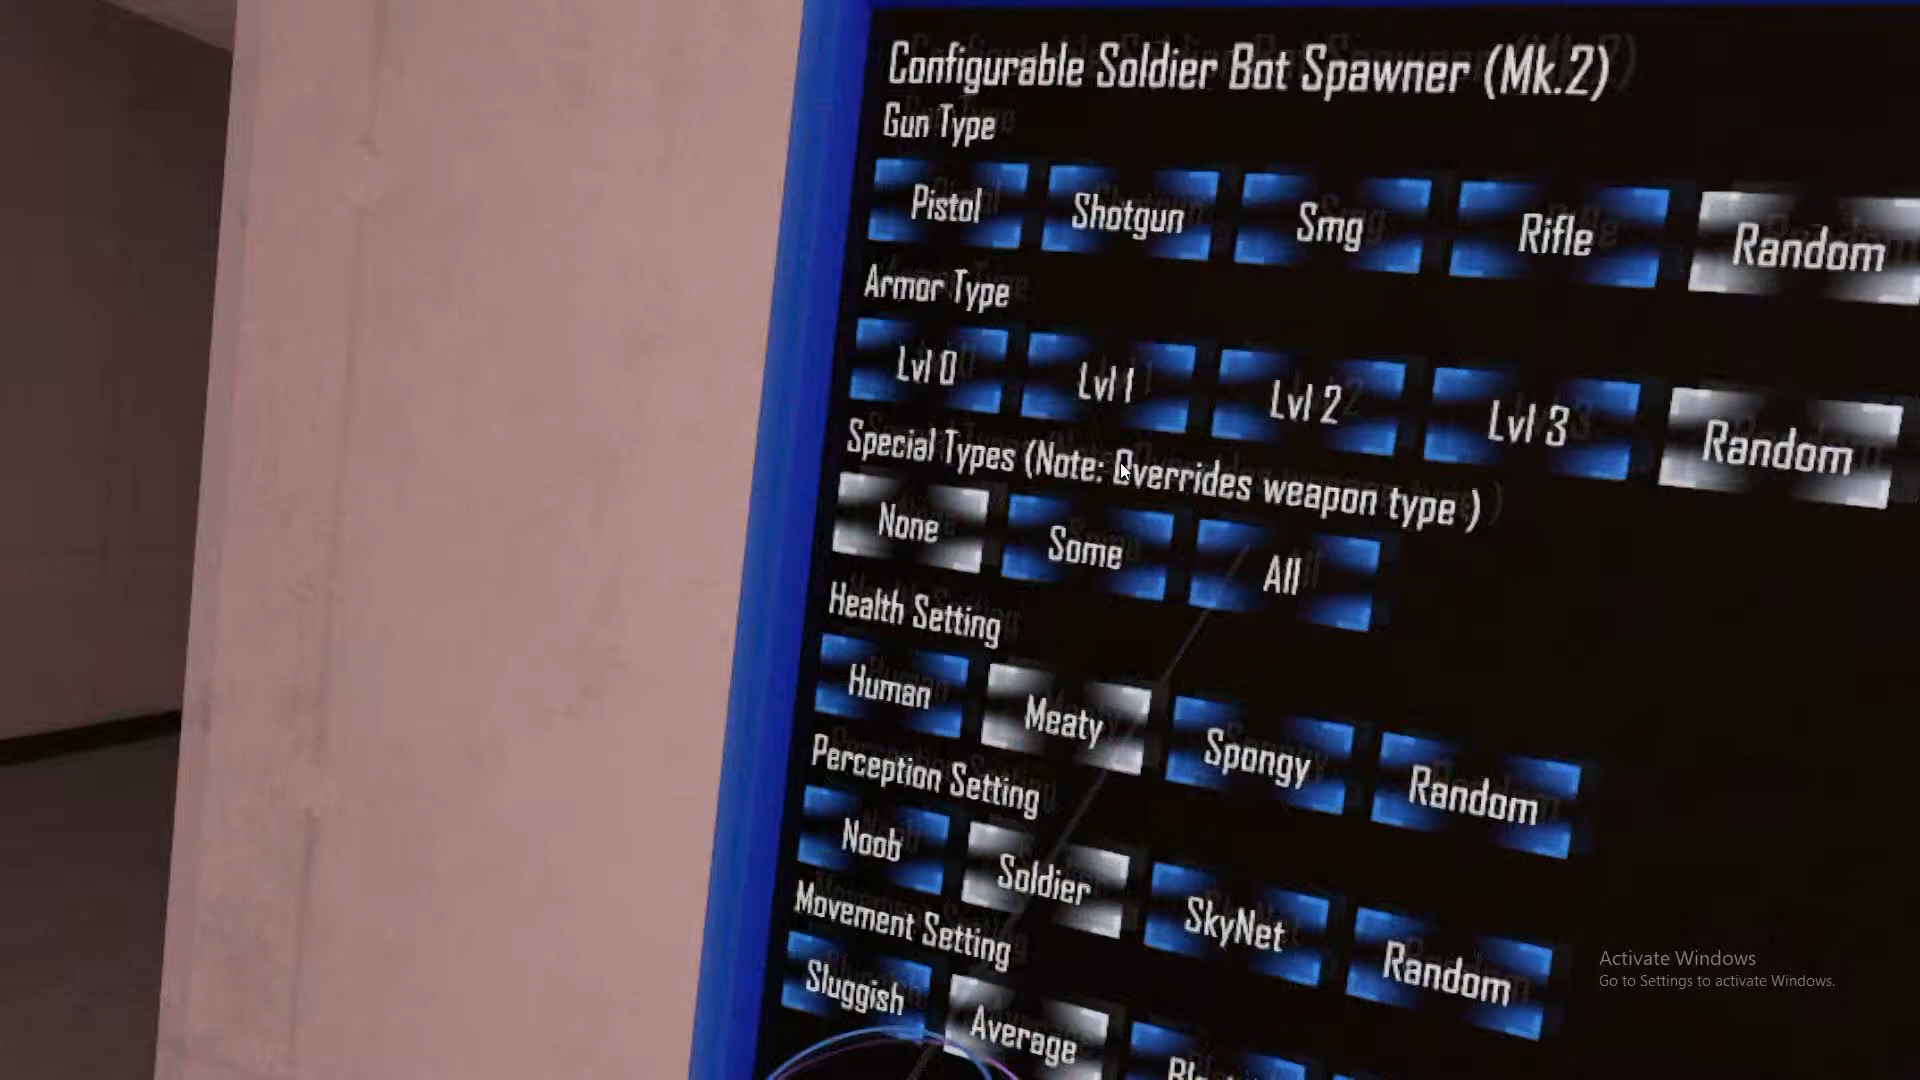 Configurable Soldier Bot Spawner (Mk.2)
Gun Type
Pistol Shotgun Smg Rifle Random
Armor Type
Lvl 0 Lvl 1 Lvl 2 Lvl 3 Random
Special Types (Note: Overrides weapon type )
None Some All
Health Setting
Human Meaty Spongy Random
Perception Setting
Noob Soldier SkyNet Random
Movement Setting
Sluggish Average
Activate Windows
Go to Settings to activate Windows.